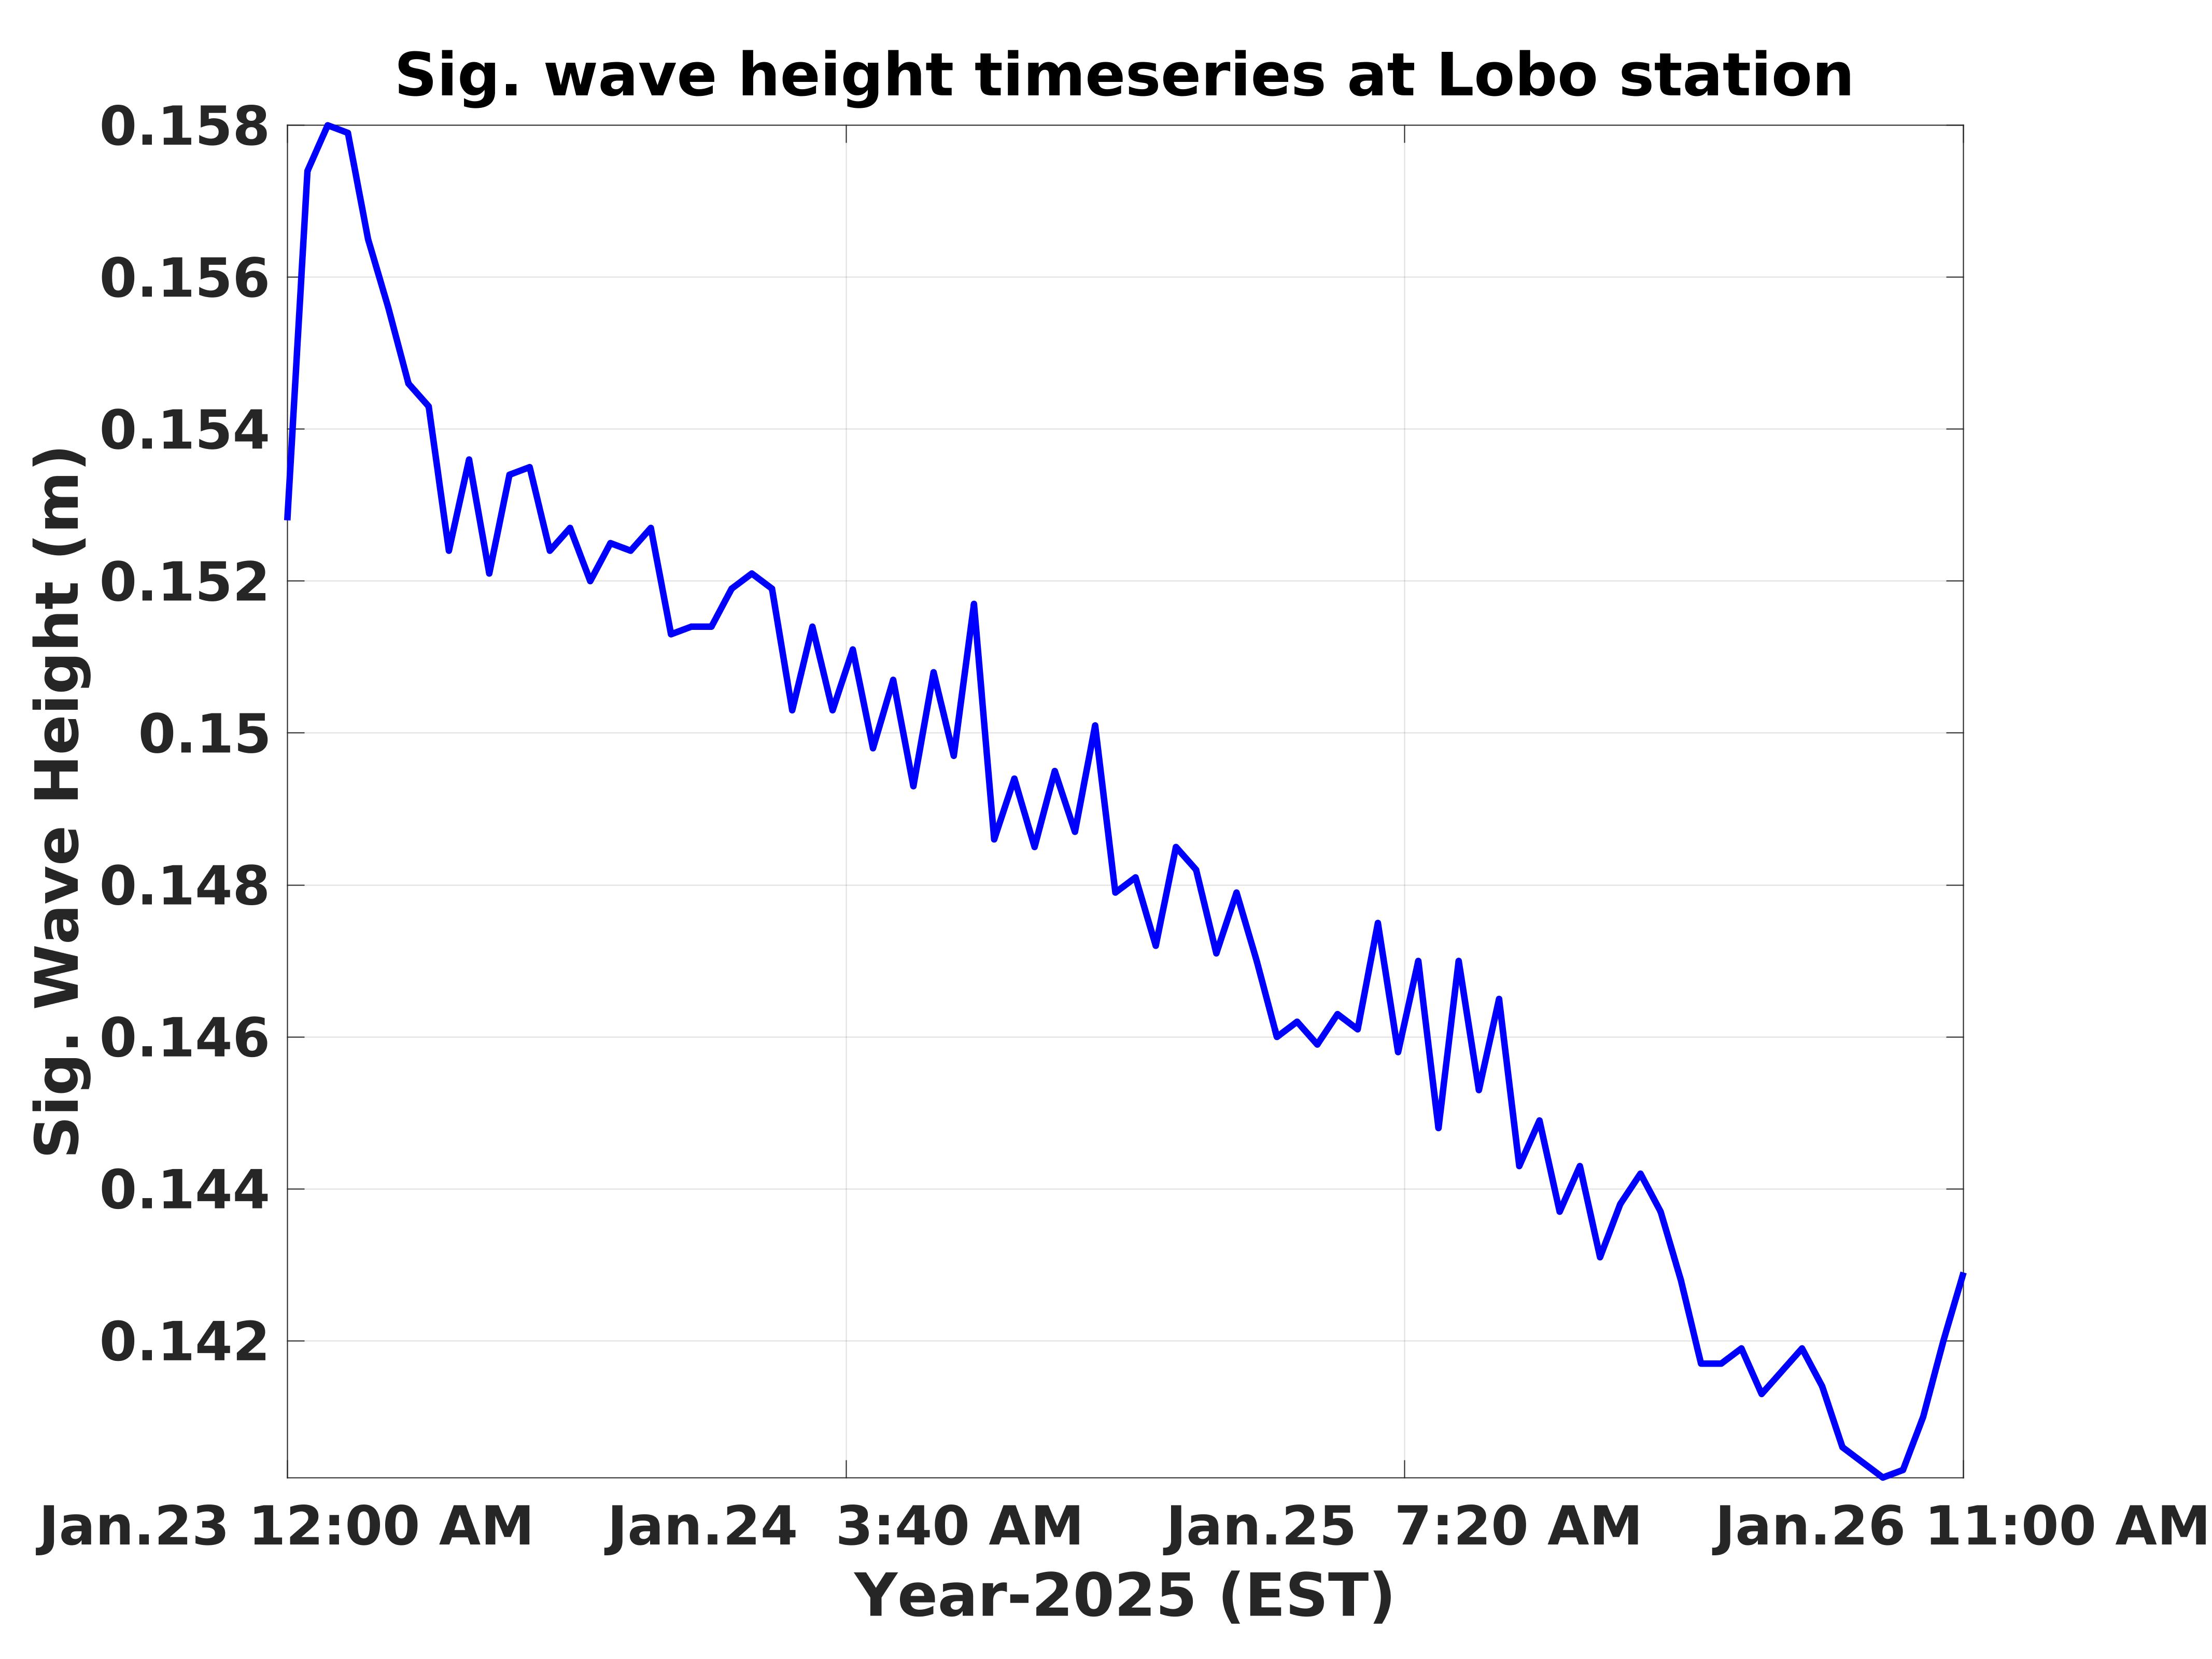 Sig. wave height timeseries at Lobo station
0.158
0.156
0.154
0.152
0.15
0.148
0.146
0.144
0.142
Sig. Wave Height (m)
Jan.23 12:00 AM Jan.24 3:40 AM Jan.25 7:20 AM Jan.26 11:00 AM
Year-2025 (EST)